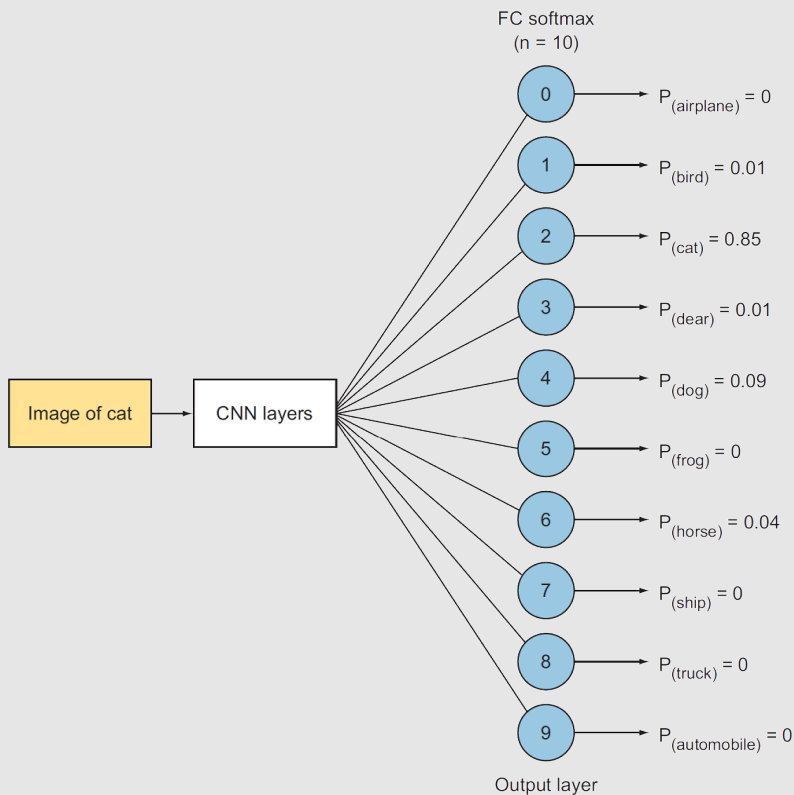 FC softmax
(n = 10)
0
P(airplane) = 0
1
P(bird) = 0.01
2
P(cat) = 0.85
3
P(dear) = 0.01
4
P(dog) = 0.09
Image of cat
CNN layers
5
P(frog) = 0
6
P(horse) = 0.04
7
P(ship) = 0
8
P(truck) = 0
9
P(automobile) = 0
Output layer